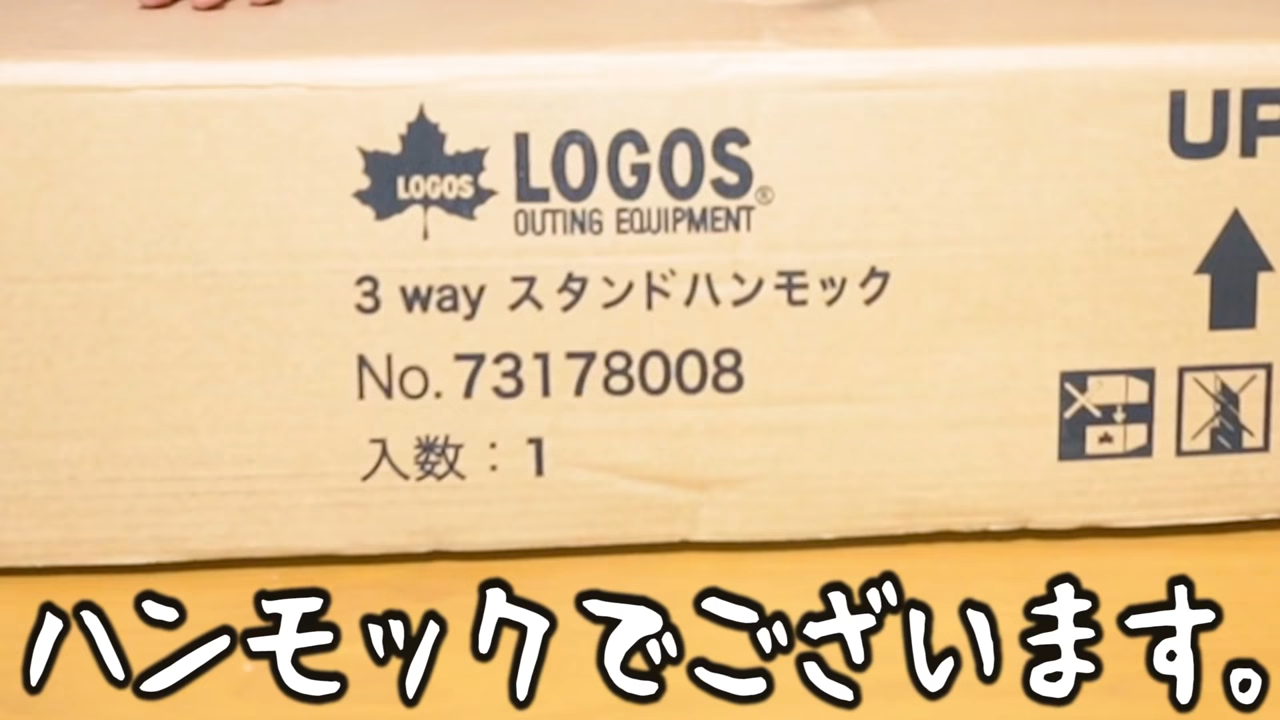 LOGOS
LOGOS®
OUTING EQUIPMENT
3 way スタンドハンモック
No.73178008
入数：1
UP
ハンモックでございます。